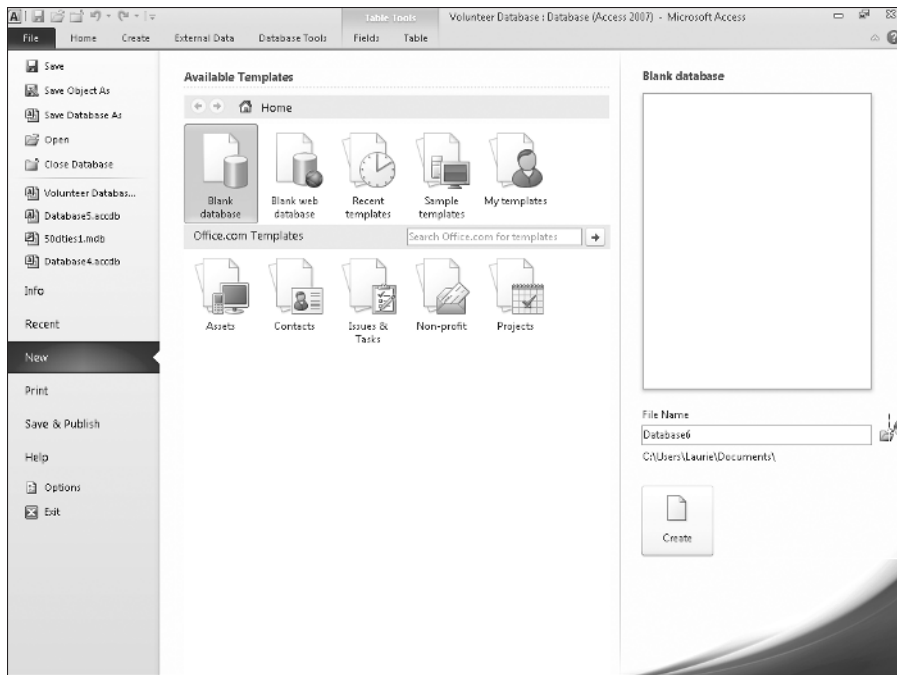 Table Tools
Volunteer Database : Database (Access 2007) - Microsoft Access
File Home Create External Data Database Tools Fields Table
Save
Save Object As
Save Database As
Open
Close Database
Volunteer Databas...
Database5.accdb
50cities1.mdb
Database4.accdb
Info
Recent
New
Print
Save & Publish
Help
Options
Exit
Available Templates
Home
Blank database
Blank web database
Recent templates
Sample templates
My templates
Office.com Templates
Search Office.com for templates
Assets
Contacts
Issues & Tasks
Non-profit
Projects
Blank database
File Name
Database6
C:\Users\Laurie\Documents\
Create